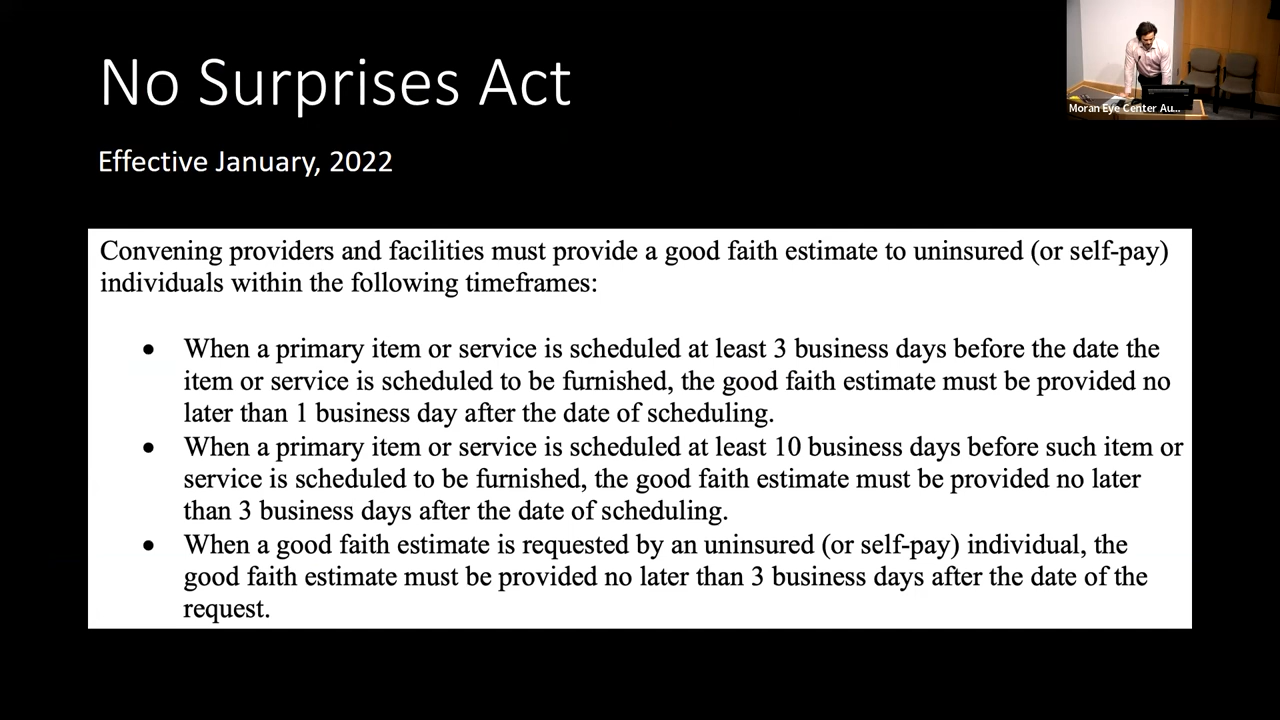 No Surprises Act
Moran Eye Center Au...
Effective January, 2022
Convening providers and facilities must provide a good faith estimate to uninsured (or self-pay)
individuals within the following timeframes:
• When a primary item or service is scheduled at least 3 business days before the date the
item or service is scheduled to be furnished, the good faith estimate must be provided no
later than 1 business day after the date of scheduling.
• When a primary item or service is scheduled at least 10 business days before such item or
service is scheduled to be furnished, the good faith estimate must be provided no later
than 3 business days after the date of scheduling.
• When a good faith estimate is requested by an uninsured (or self-pay) individual, the
good faith estimate must be provided no later than 3 business days after the date of the
request.